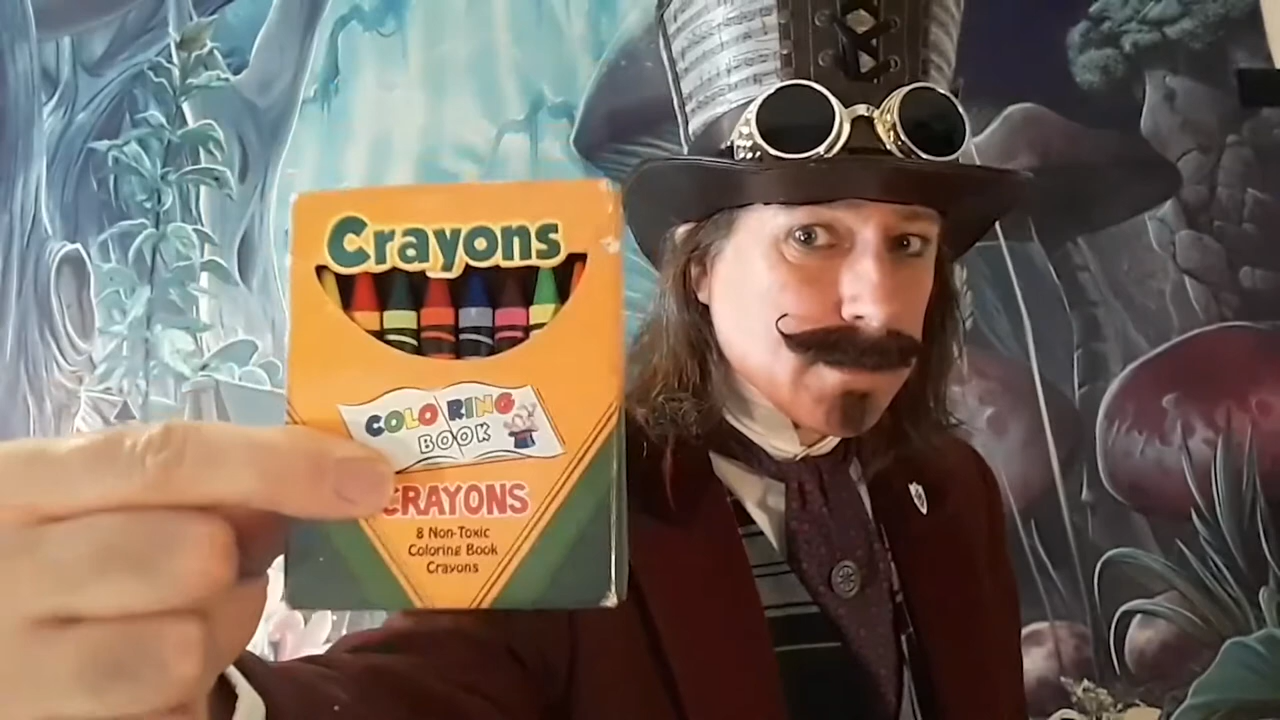 Crayons
COLORING
BOOK
CRAYONS
8 Non-Toxic
Coloring Book
Crayons